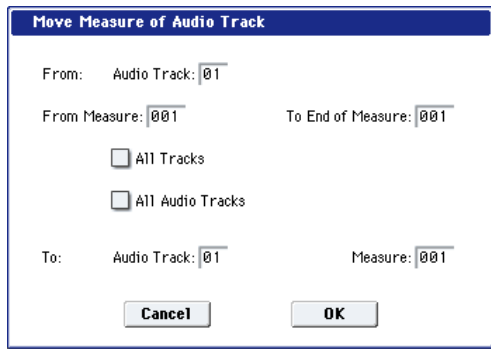 Move Measure of Audio Track
From: Audio Track: 01
From Measure: 001 To End of Measure: 001
All Tracks
All Audio Tracks
To: Audio Track: 01 Measure: 001
Cancel OK